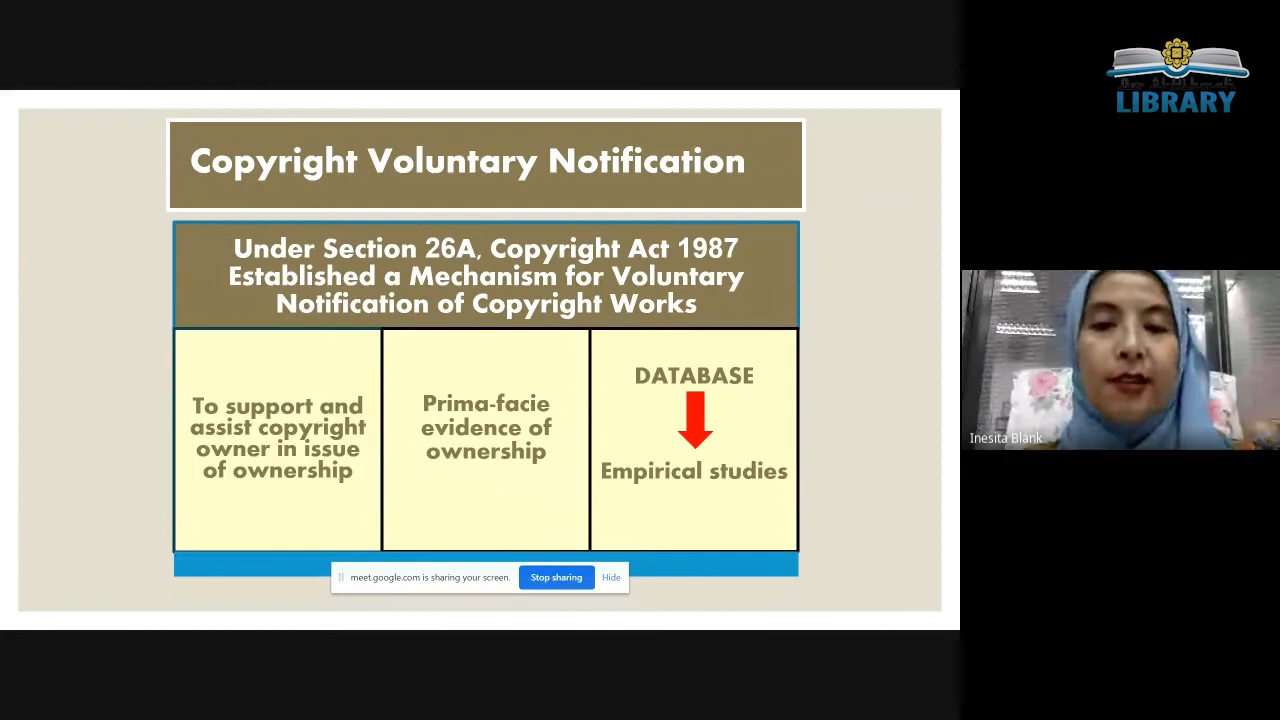 LIBRARY
Copyright Voluntary Notification
Under Section 26A, Copyright Act 1987
Established a Mechanism for Voluntary
Notification of Copyright Works
To support and
assist copyright
owner in issue
of ownership
Prima-facie
evidence of
ownership
DATABASE
Empirical studies
Inesita Blank
meet.google.com is sharing your screen.
Stop sharing
Hide